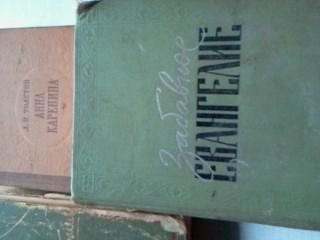 Л. Н. ТОЛСТОЙ
АННА
КАРЕНИНА
Забавное
ЕВАНГЕЛИЕ